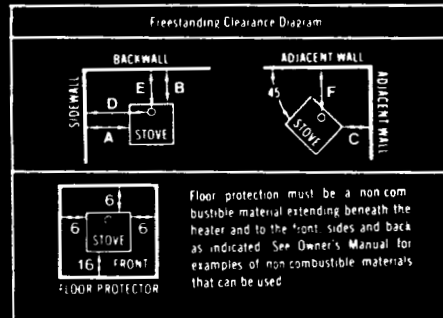 Freestanding Clearance Diagram
BACKWALL
SIDEWALL
E
B
D
A
STOVE
ADJACENT WALL
ADJACENT WALL
45
F
STOVE
C
6
6
6
STOVE
16
FRONT
FLOOR PROTECTOR
Floor protection must be a non com
bustible material extending beneath the
heater and to the front, sides and back
as indicated See Owner's Manual for
examples of non combustible materials
that can be used